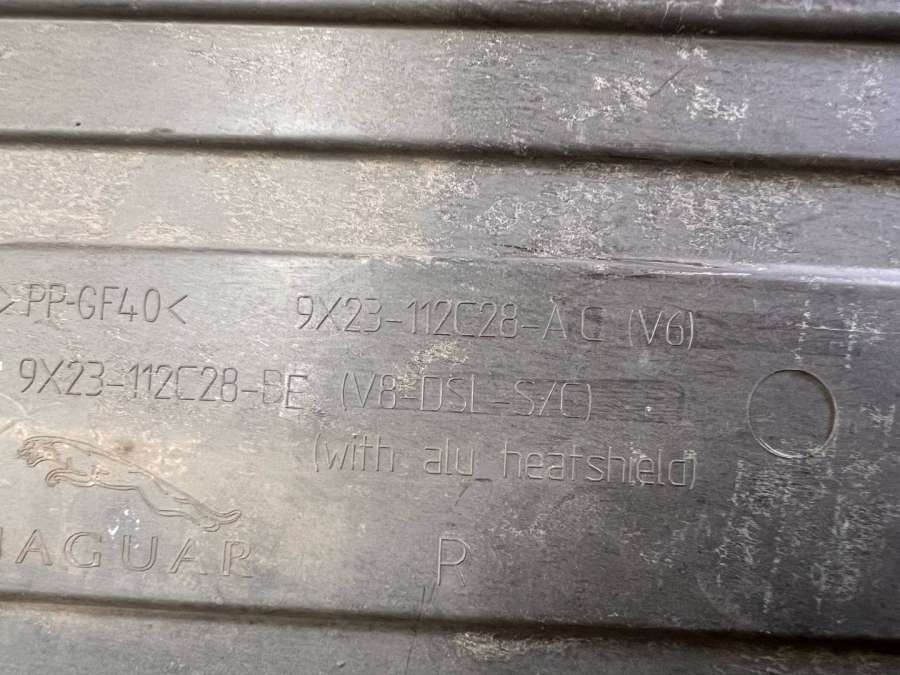 >PP-GF40< 9X23-112C28-AC (V6)
9X23-112C28-BE (V8-DSL-S/C)
(with alu heatshield)
JAGUAR R